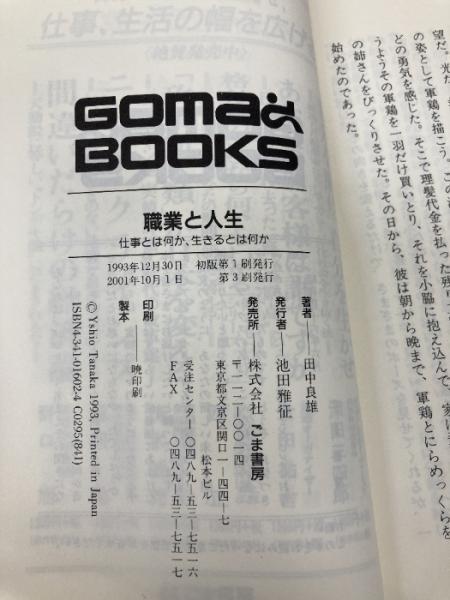 GOMA BOOKS
職業と人生
仕事とは何か、生きるとは何か
1993年12月30日 初版第1刷発行
2001年10月1日 第3刷発行
著者――田中良雄
発行者――池田雅征
発売所――株式会社 ごま書房
〒一一二―〇〇一四
東京都文京区関口一―四四―七
松本ビル
受注センター 〇四八九―五三―七五一六
FAX 〇四八九―五三―七五一七
印刷
製本――暁印刷
© Yshio Tanaka 1993, Printed in Japan
ISBN4-341-01602-4 C0295(841)
の姿として軍鶏を描こう。
どの勇気を感じた。そこで理髪代金を払った残り
うようその軍鶏を一羽だけ買いとり、それを小脇に抱え込んで、
の姉さんをびっくりさせた。その日から、彼は朝から晩まで、軍鶏とにらめっくらを
始めたのであった。
仕事、生活の幅を広げ